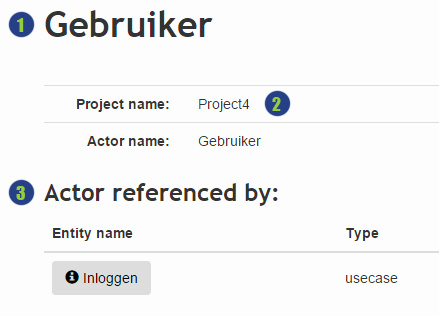 1 Gebruiker
Project name: Project4 2
Actor name: Gebruiker
3 Actor referenced by:
Entity name Type
Inloggen usecase